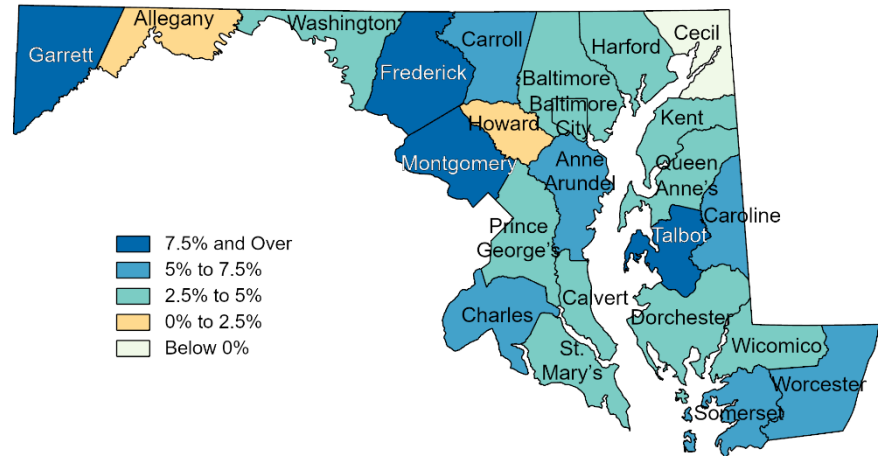 Allegany
Washington
Garrett
Frederick
Carroll
Baltimore
Harford
Cecil
Baltimore
City
Howard
Kent
Montgomery
Anne
Arundel
Queen
Anne's
Prince
George's
Caroline
Talbot
7.5% and Over
5% to 7.5%
2.5% to 5%
0% to 2.5%
Below 0%
Charles
Calvert
Dorchester
St.
Mary's
Wicomico
Worcester
Somerset